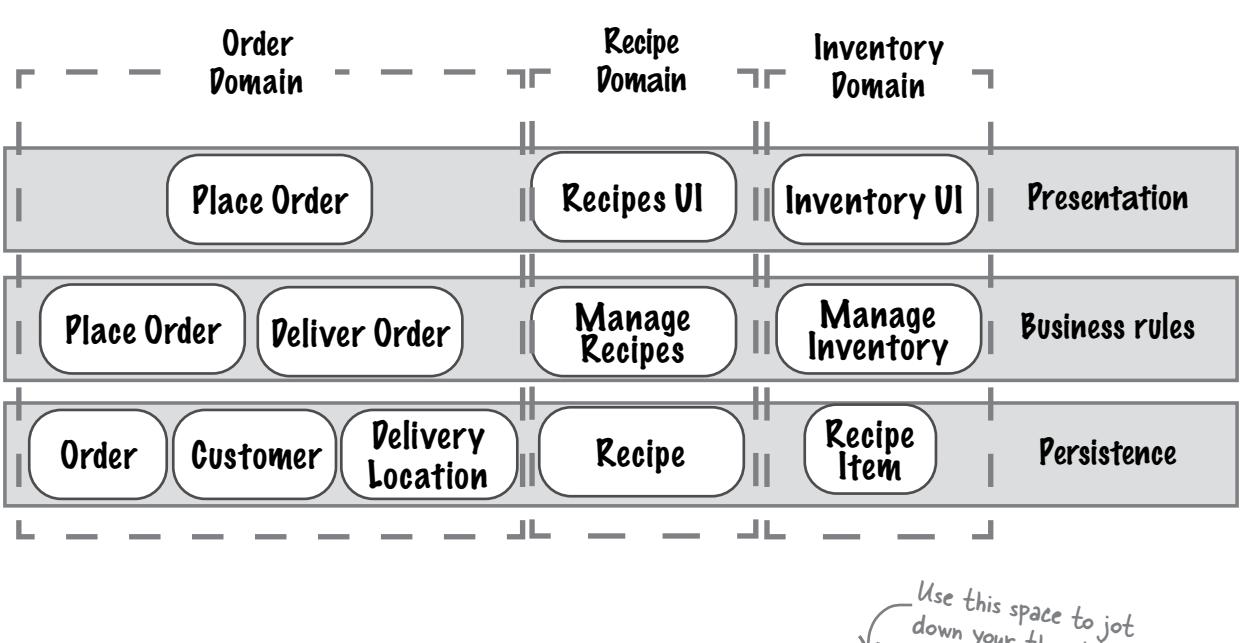 Order
Domain
Recipe
Domain
Inventory
Domain
Place Order
Recipes UI
Inventory UI
Presentation
Place Order
Deliver Order
Manage
Recipes
Manage
Inventory
Business rules
Order
Customer
Delivery
Location
Recipe
Recipe
Item
Persistence
Use this space to jot
down your